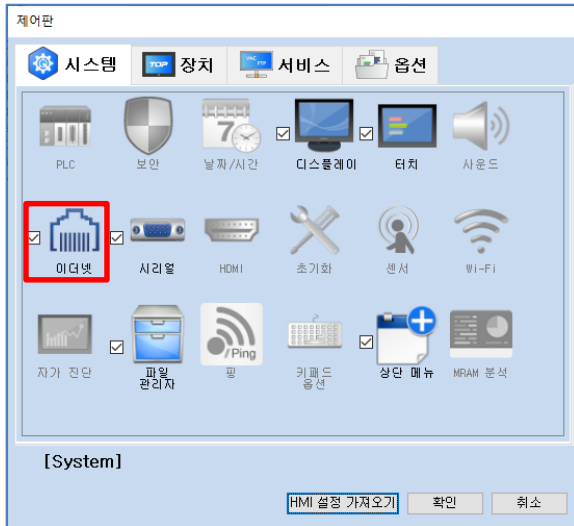 제어판
시스템 장치 서비스 옵션
PLC 보안 날짜/시간 디스플레이 터치 사운드
이더넷 시리얼 HDMI 초기화 센서 Wi-Fi
/Ping
자가 진단 파일 핑 키패드 상단 메뉴 MRAM 분석
관리자 옵션
[System]
HMI 설정 가져오기 확인 취소